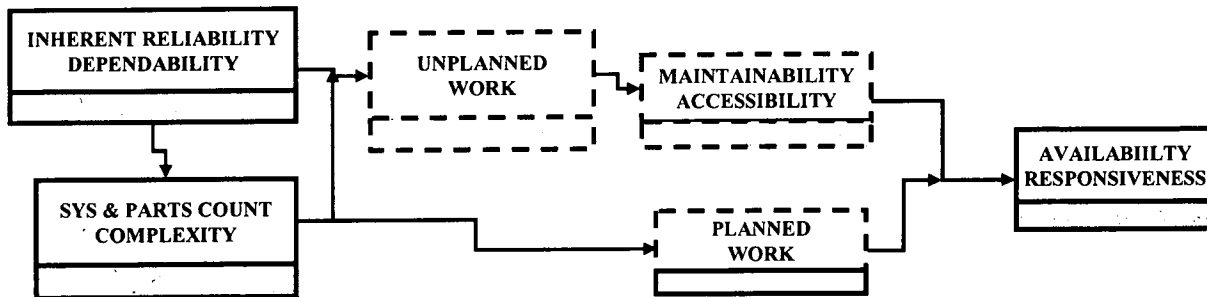 INHERENT RELIABILITY
DEPENDABILITY
UNPLANNED
WORK
MAINTAINABILITY
ACCESSIBILITY
AVAILABIILTY
RESPONSIVENESS
SYS & PARTS COUNT
COMPLEXITY
PLANNED
WORK